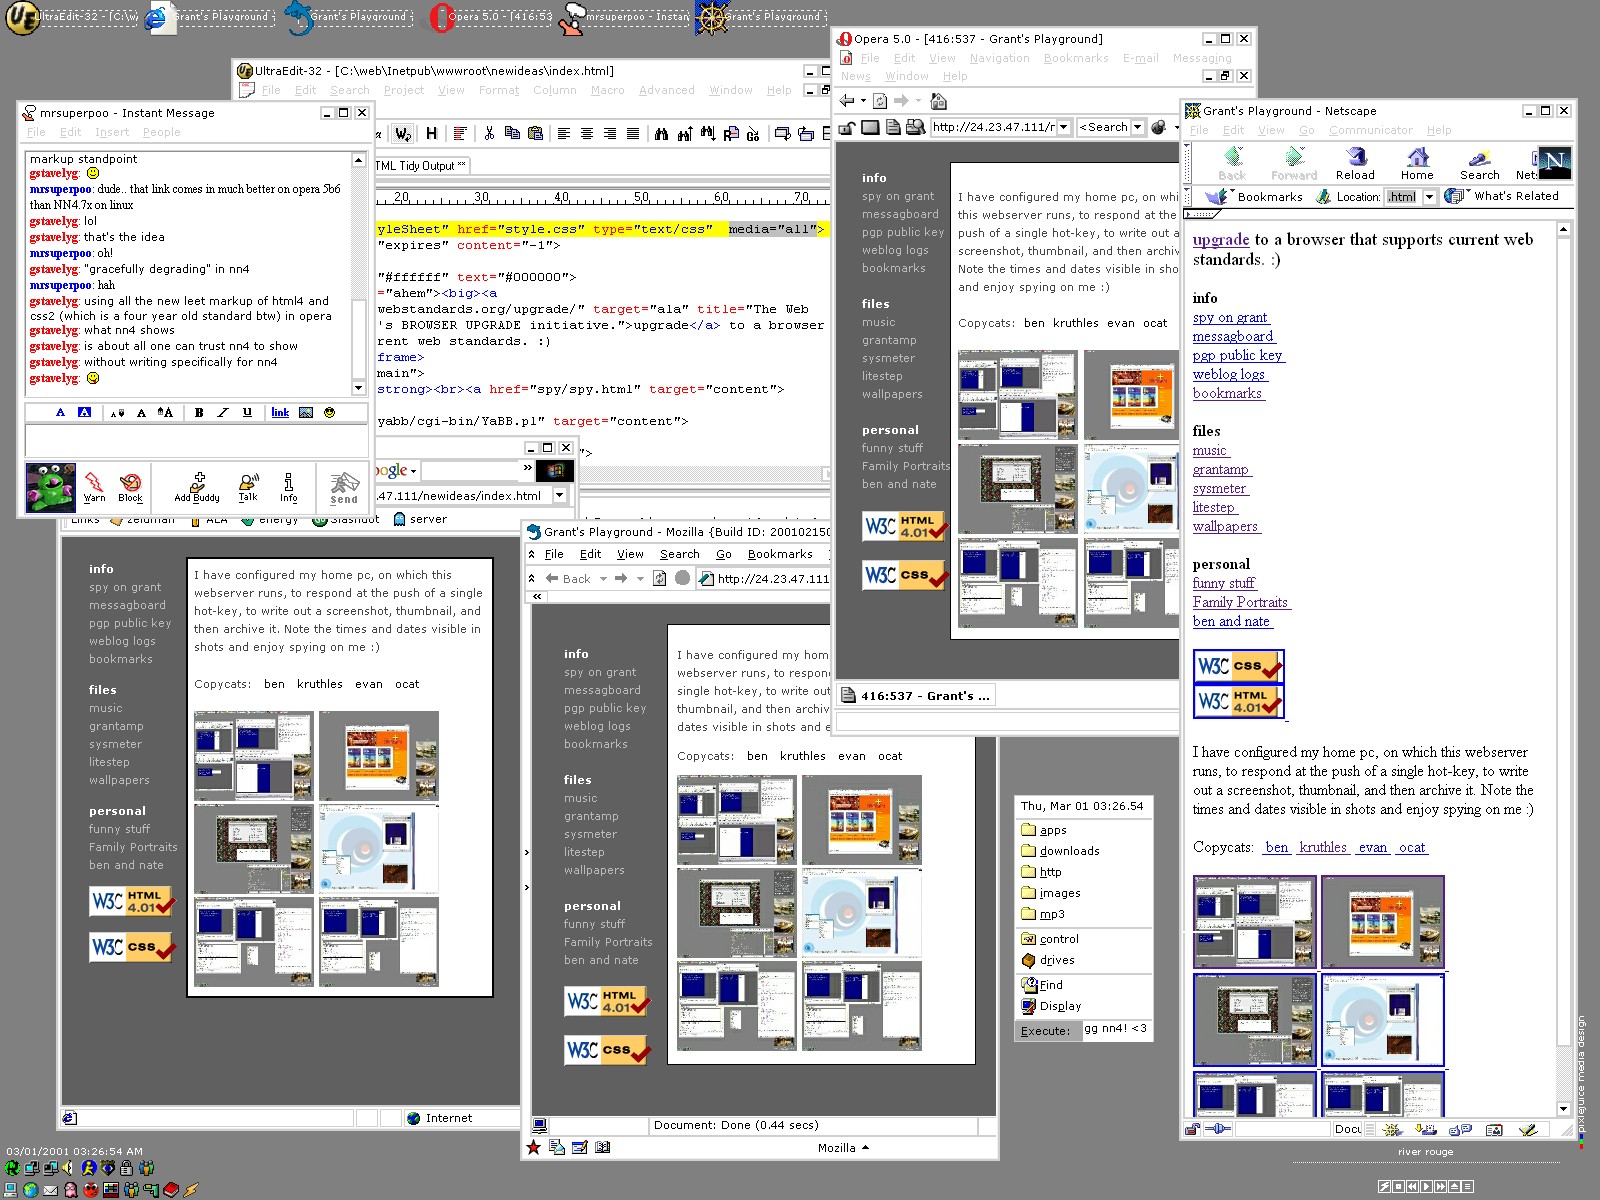 UltraEdit-32 - [C:\w
Grant's Playground -
Grant's Playground -
Opera 5.0 - [416:53
mrsuperpoo - Instan
Grant's Playground -
UltraEdit-32 - [C:\web\Inetpub\wwwroot\newideas\index.html]
File Edit Search Project View Format Column Macro Advanced Window Help
TML Tidy Output **
yleSheet" href="style.css" type="text/css" media="all">
"expires" content="-1">
"#ffffff" text="#000000">
"ahem"><big><a
webstandards.org/upgrade/" target="ala" title="The Web
's BROWSER UPGRADE initiative.">upgrade</a> to a browser
rent web standards. :)
frame>
main">
strong><br><a href="spy/spy.html" target="content">
yabb/cgi-bin/YaBB.pl" target="content">
">
mrsuperpoo - Instant Message
File Edit Insert People
markup standpoint
gstavelyg:
mrsuperpoo: dude.. that link comes in much better on opera 5b6
than NN4.7x on linux
gstavelyg: lol
gstavelyg: that's the idea
mrsuperpoo: oh!
gstavelyg: "gracefully degrading" in nn4
mrsuperpoo: hah
gstavelyg: using all the new leet markup of html4 and
css2 (which is a four year old standard btw) in opera
gstavelyg: what nn4 shows
gstavelyg: is about all one can trust nn4 to show
gstavelyg: without writing specifically for nn4
gstavelyg:
A A A A A B I U link
Warn Block Add Buddy Talk Info Send
oogle
.47.111/newideas/index.html
Links zeldman ALA energy Slashdot server
info
spy on grant
messagboard
pgp public key
weblog logs
bookmarks
files
music
grantamp
sysmeter
litestep
wallpapers
personal
funny stuff
Family Portraits
ben and nate
W3C HTML 4.01
W3C css
I have configured my home pc, on which this
webserver runs, to respond at the push of a single
hot-key, to write out a screenshot, thumbnail, and
then archive it. Note the times and dates visible in
shots and enjoy spying on me :)
Copycats: ben kruthles evan ocat
Internet
Grant's Playground - Mozilla {Build ID: 200102150
File Edit View Search Go Bookmarks
Back http://24.23.47.111
info
spy on grant
messagboard
pgp public key
weblog logs
bookmarks
files
music
grantamp
sysmeter
litestep
wallpapers
personal
funny stuff
Family Portraits
ben and nate
W3C HTML 4.01
W3C css
I have configured my hom
webserver runs, to respon
single hot-key, to write out
thumbnail, and then archiv
dates visible in shots and e
Copycats: ben kruthles evan ocat
Document: Done (0.44 secs)
Mozilla
Opera 5.0 - [416:537 - Grant's Playground]
File Edit View Navigation Bookmarks E-mail Messaging
News Window Help
http://24.23.47.111/r <Search
info
spy on grant
messagboard
pgp public key
weblog logs
bookmarks
files
music
grantamp
sysmeter
litestep
wallpapers
personal
funny stuff
Family Portraits
ben and nate
W3C HTML 4.01
W3C css
I have configured my home pc, on whi
this webserver runs, to respond at the
push of a single hot-key, to write out a
screenshot, thumbnail, and then archiv
Note the times and dates visible in sho
and enjoy spying on me :)
Copycats: ben kruthles evan ocat
416:537 - Grant's ...
Thu, Mar 01 03:26.54
apps
downloads
http
images
mp3
control
drives
Find
Display
Execute: gg nn4! <3
Grant's Playground - Netscape
File Edit View Go Communicator Help
Back Forward Reload Home Search Nets
Bookmarks Location: .html What's Related
upgrade to a browser that supports current web
standards. :)
info
spy on grant
messagboard
pgp public key
weblog logs
bookmarks
files
music
grantamp
sysmeter
litestep
wallpapers
personal
funny stuff
Family Portraits
ben and nate
W3C css
W3C HTML 4.01
I have configured my home pc, on which this webserver
runs, to respond at the push of a single hot-key, to write
out a screenshot, thumbnail, and then archive it. Note the
times and dates visible in shots and enjoy spying on me :)
Copycats: ben kruthles evan ocat
Docu
pixeljuice media design
river rouge
03/01/2001 03:26:54 AM